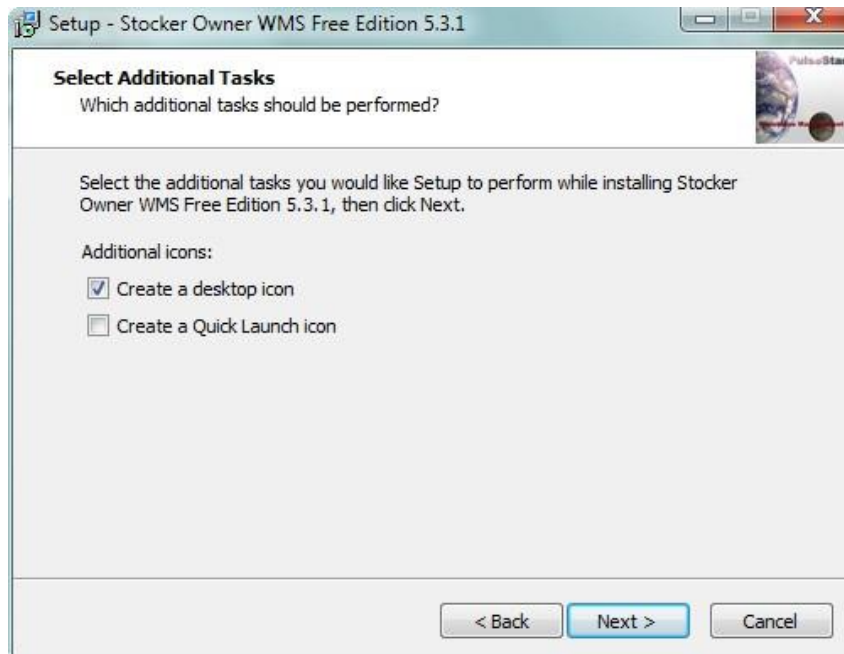 Setup - Stocker Owner WMS Free Edition 5.3.1
Select Additional Tasks
Which additional tasks should be performed?
Select the additional tasks you would like Setup to perform while installing Stocker
Owner WMS Free Edition 5.3.1, then click Next.
Additional icons:
Create a desktop icon
Create a Quick Launch icon
< Back Next > Cancel